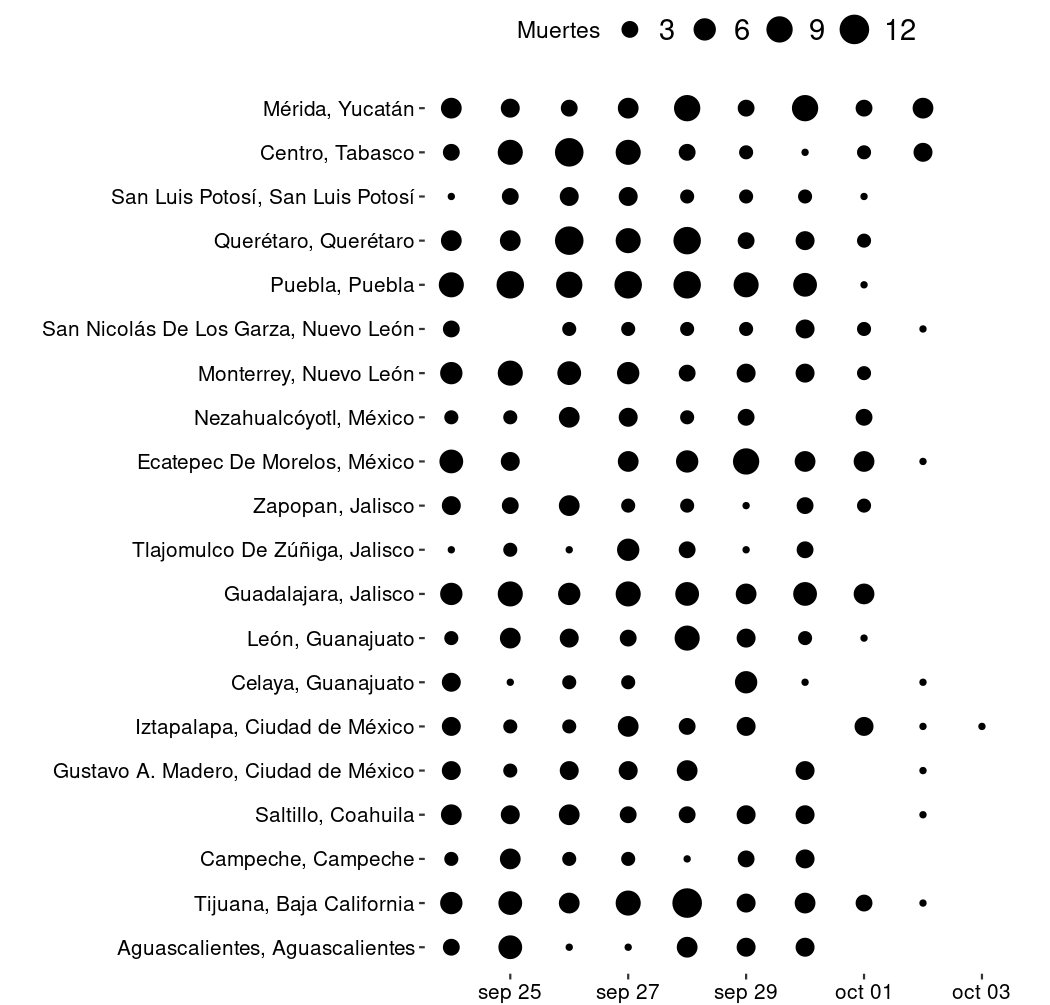 Muertes 3 6 9 12
Mérida, Yucatán
Centro, Tabasco
San Luis Potosí, San Luis Potosí
Querétaro, Querétaro
Puebla, Puebla
San Nicolás De Los Garza, Nuevo León
Monterrey, Nuevo León
Nezahualcóyotl, México
Ecatepec De Morelos, México
Zapopan, Jalisco
Tlajomulco De Zúñiga, Jalisco
Guadalajara, Jalisco
León, Guanajuato
Celaya, Guanajuato
Iztapalapa, Ciudad de México
Gustavo A. Madero, Ciudad de México
Saltillo, Coahuila
Campeche, Campeche
Tijuana, Baja California
Aguascalientes, Aguascalientes
sep 25 sep 27 sep 29 oct 01 oct 03